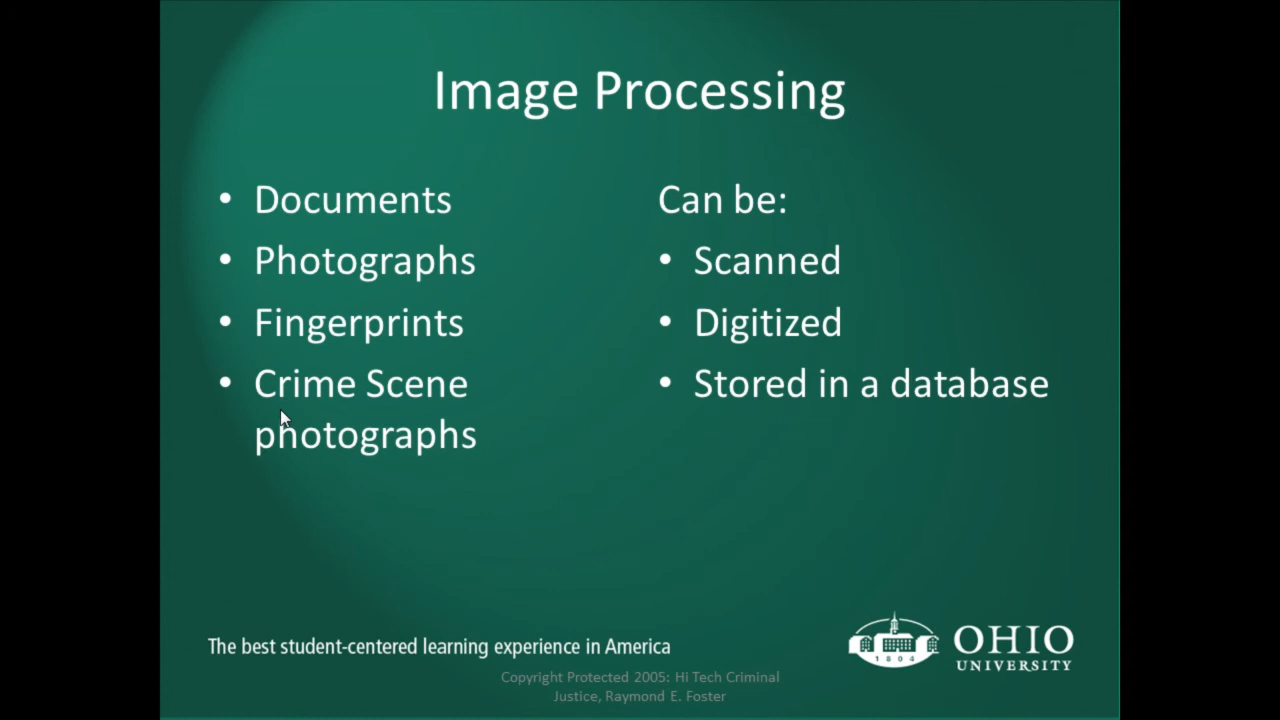 Image Processing
• Documents
• Photographs
• Fingerprints
• Crime Scene
photographs
Can be:
• Scanned
• Digitized
• Stored in a database
The best student-centered learning experience in America
1804
OHIO
UNIVERSITY
Copyright Protected 2005: Hi Tech Criminal
Justice, Raymond E. Foster